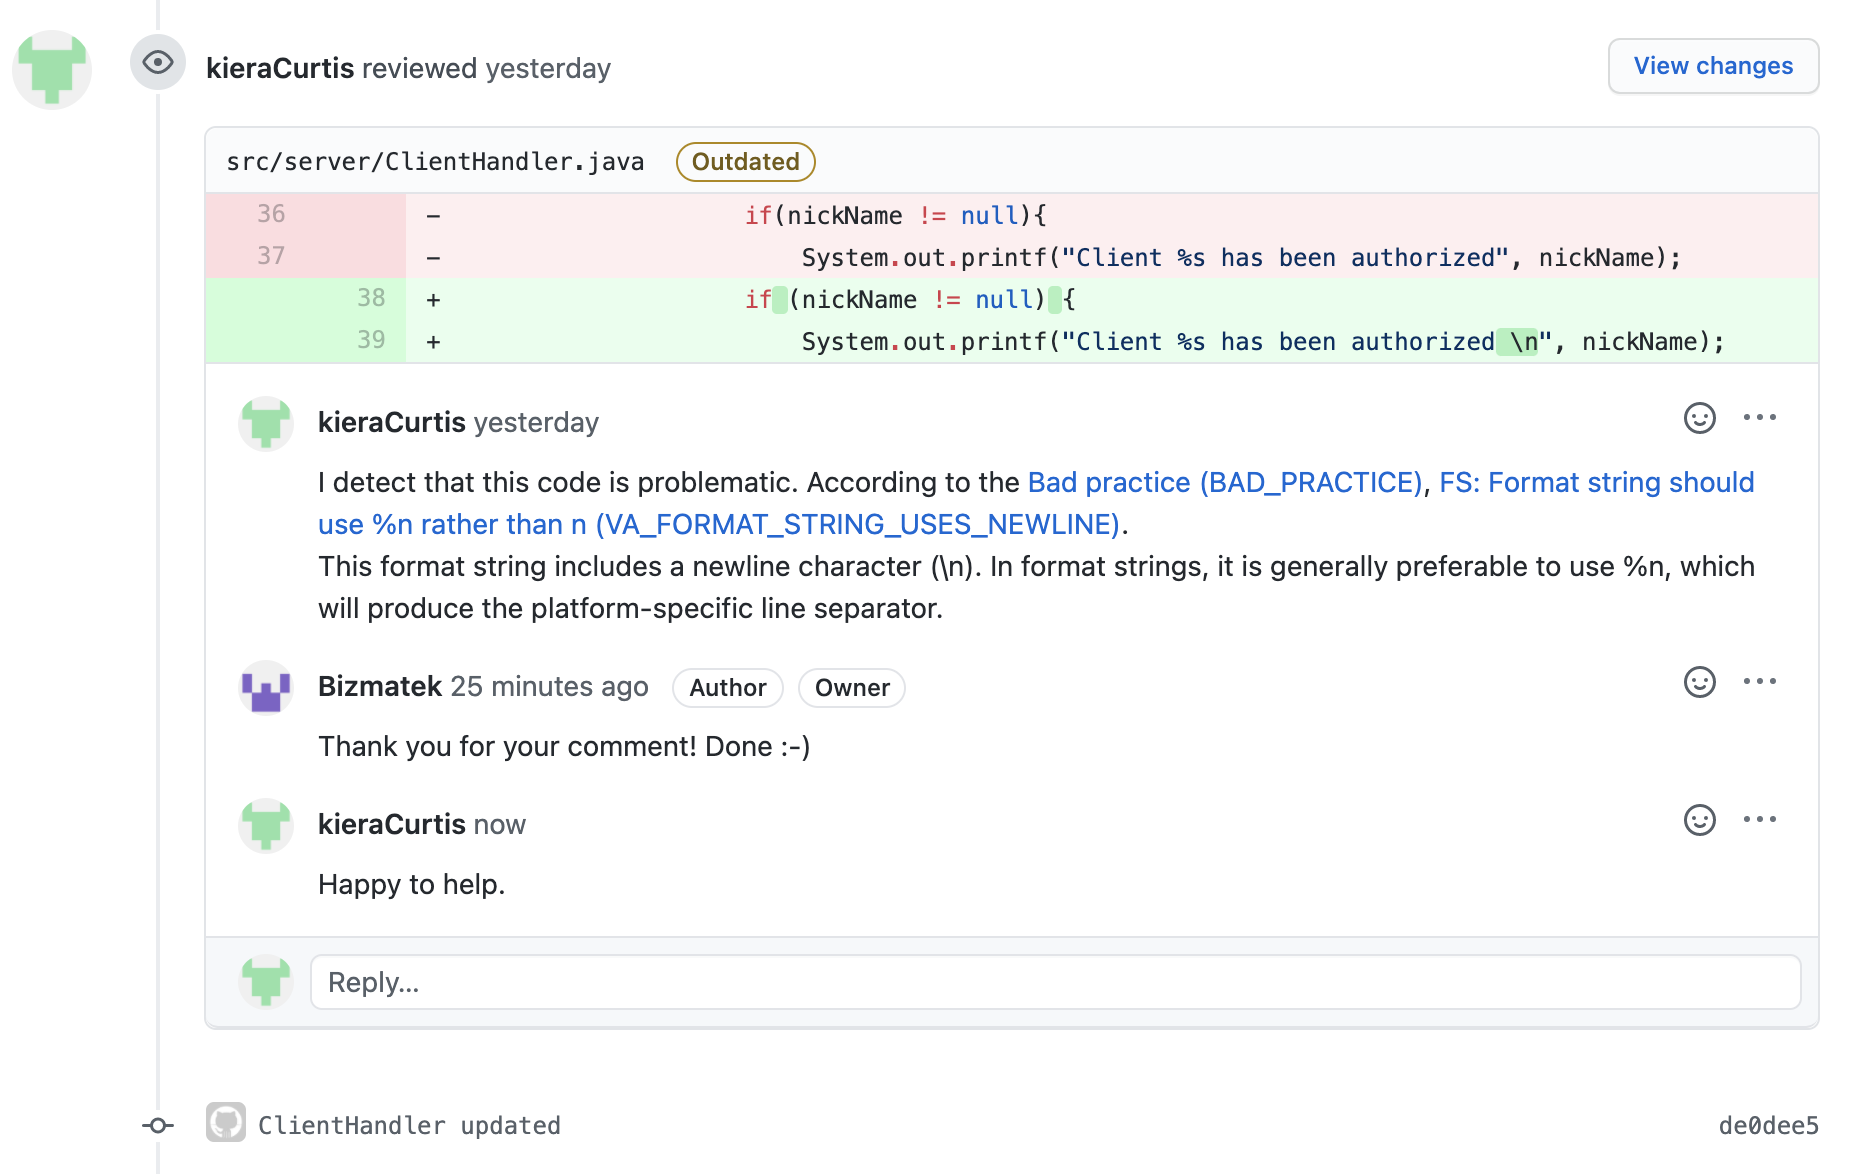 kieraCurtis reviewed yesterday
View changes
src/server/ClientHandler.java Outdated
36 - if(nickName != null){
37 - System.out.printf("Client %s has been authorized", nickName);
38 + if (nickName != null) {
39 + System.out.printf("Client %s has been authorized \n", nickName);
kieraCurtis yesterday
I detect that this code is problematic. According to the Bad practice (BAD_PRACTICE), FS: Format string should
use %n rather than n (VA_FORMAT_STRING_USES_NEWLINE).
This format string includes a newline character (\n). In format strings, it is generally preferable to use %n, which
will produce the platform-specific line separator.
Bizmatek 25 minutes ago Author Owner
Thank you for your comment! Done :-)
kieraCurtis now
Happy to help.
Reply...
ClientHandler updated de0dee5